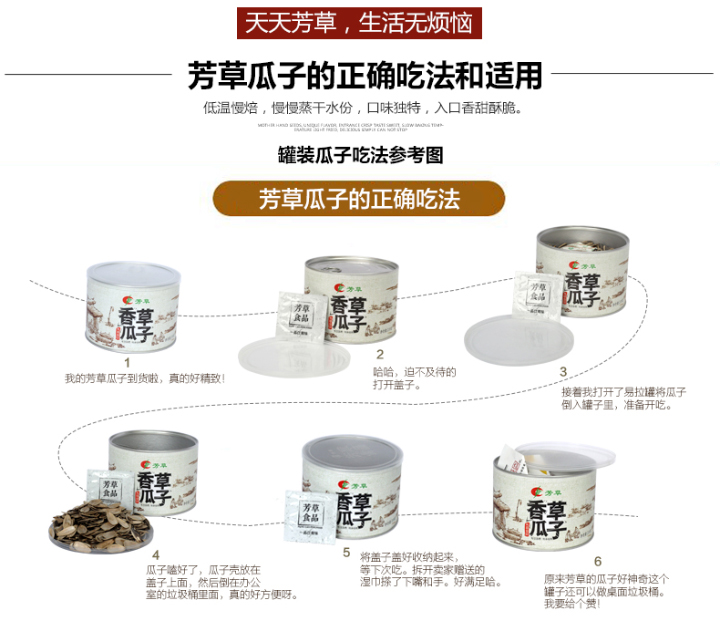 天天芳草，生活无烦恼
芳草瓜子的正确吃法和适用
低温慢焙，慢慢蒸干水份，口味独特，入口香甜酥脆。
罐装瓜子吃法参考图
芳草瓜子的正确吃法
芳草
香草
瓜子
1
我的芳草瓜子到货啦，真的好精致！
芳草
食品
香草
瓜子
2
哈哈，迫不及待的
打开盖子。
芳草
芳草
食品
香草
瓜子
3
接着我打开了易拉罐将瓜子
倒入罐子里，准备开吃。
芳草
芳草
食品
香草
瓜子
4
瓜子嗑好了，瓜子壳放在
盖子上面，然后倒在办公
室的垃圾桶里面，真的好方便呀。
芳草
芳草
食品
香草
瓜子
5
将盖子盖好收纳起来，
等下次吃。拆开卖家赠送的
湿巾搽了下嘴和手。好满足哈。
芳草
香草
瓜子
6
原来芳草的瓜子好神奇这个
罐子还可以做桌面垃圾桶。
我要给个赞！